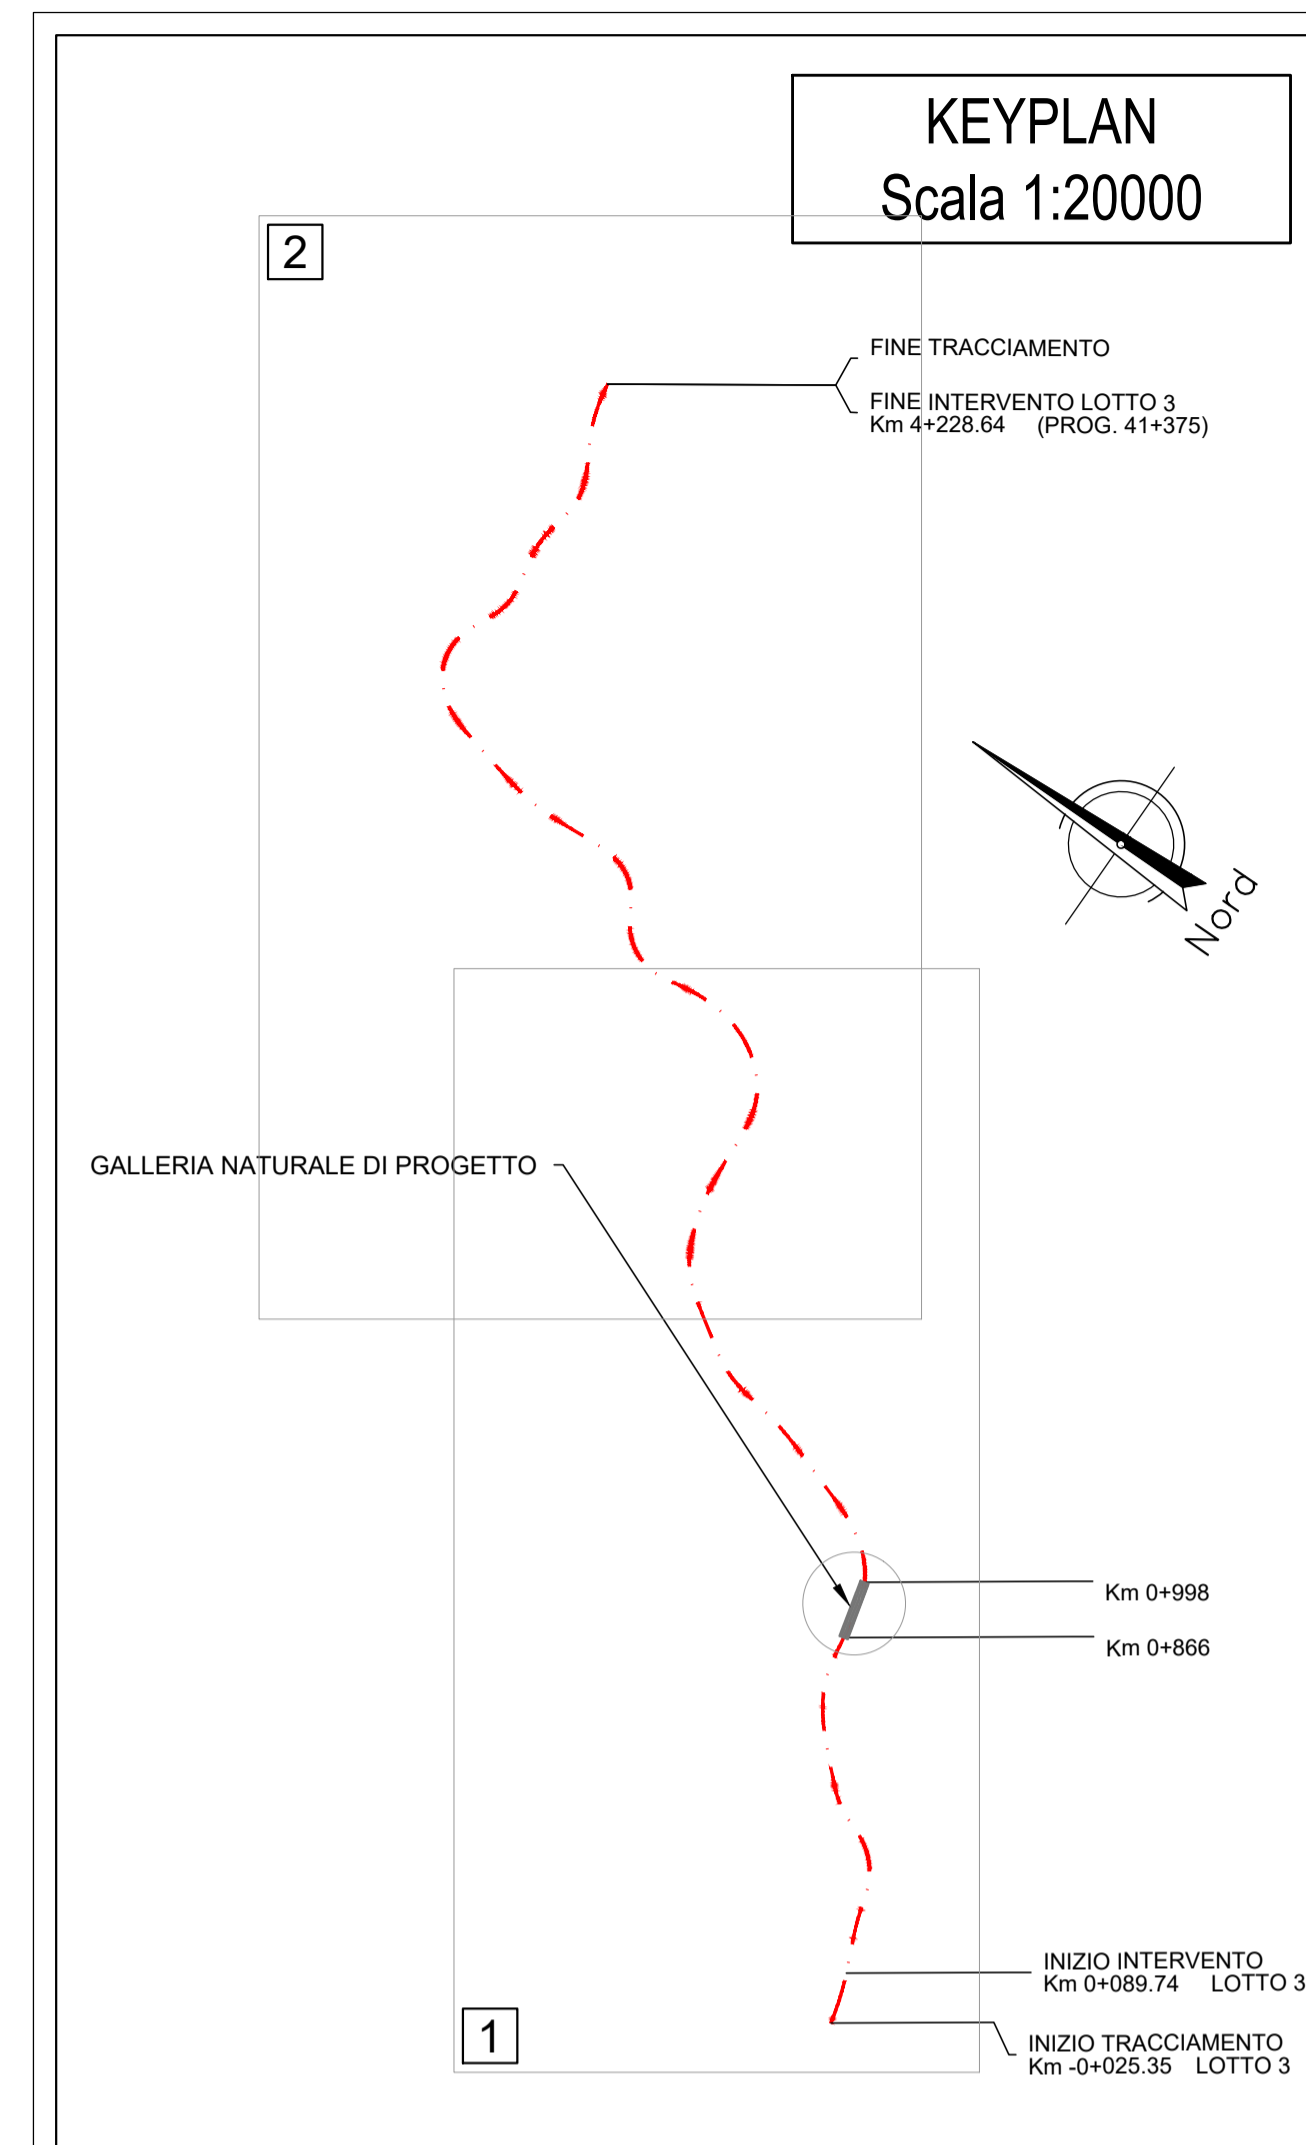 KEYPLAN
Scala 1:20000
2
FINE TRACCIAMENTO
FINE INTERVENTO LOTTO 3
Km 4+228.64 (PROG. 41+375)
Nord
GALLERIA NATURALE DI PROGETTO
Km 0+998
Km 0+866
INIZIO INTERVENTO
Km 0+089.74 LOTTO 3
1
INIZIO TRACCIAMENTO
Km -0+025.35 LOTTO 3